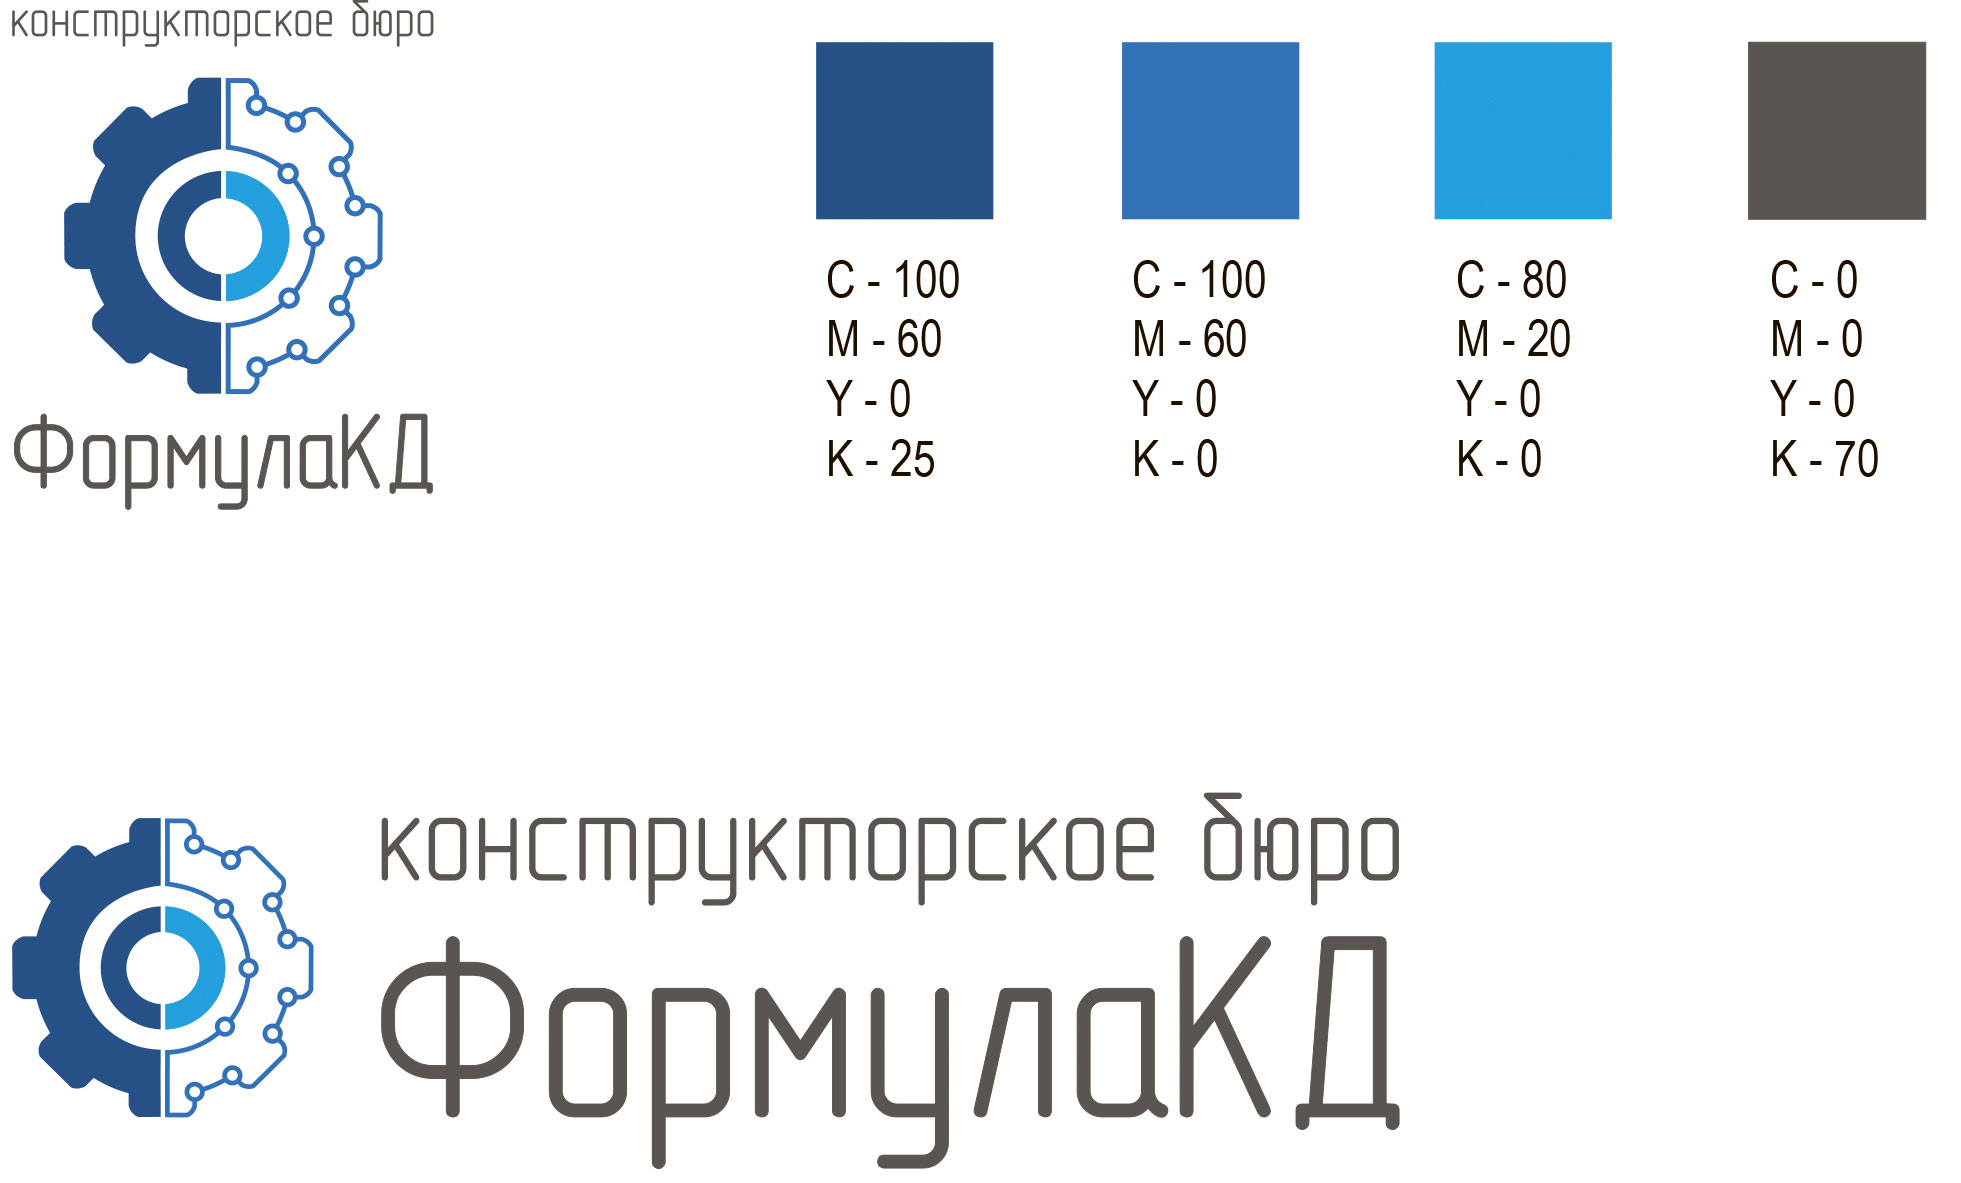 конструкторское бюро
ФормулаКД
C - 100
M - 60
Y - 0
K - 25
C - 100
M - 60
Y - 0
K - 0
C - 80
M - 20
Y - 0
K - 0
C - 0
M - 0
Y - 0
K - 70
конструкторское бюро
ФормулаКД